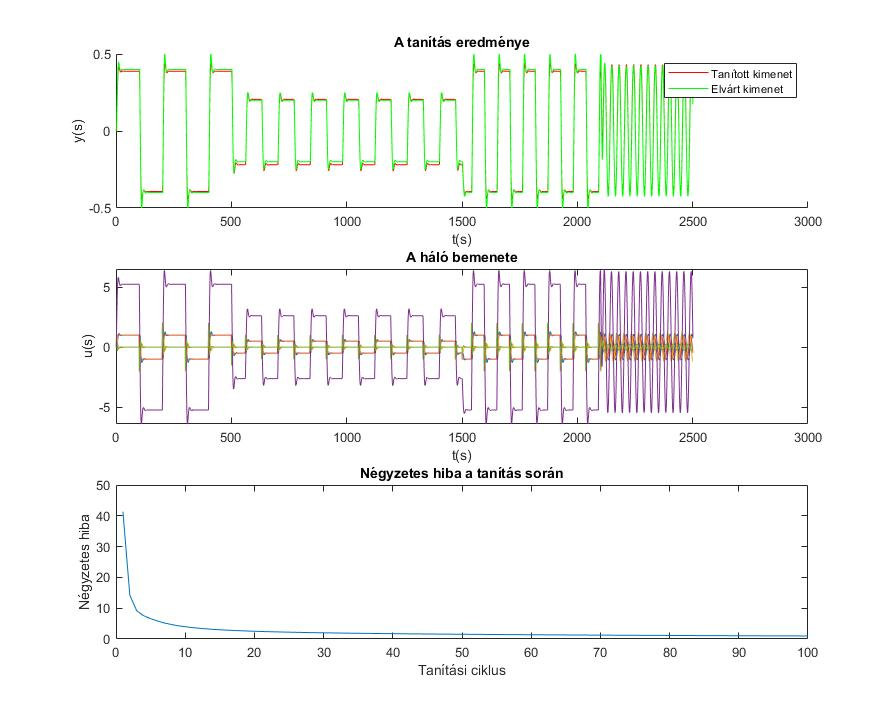 A tanítás eredménye
0.5
0
-0.5
y(s)
Tanított kimenet
Elvárt kimenet
0 500 1000 1500 2000 2500 3000
t(s)
A háló bemenete
5
0
-5
u(s)
0 500 1000 1500 2000 2500 3000
t(s)
Négyzetes hiba a tanítás során
50
40
30
20
10
0
Négyzetes hiba
0 10 20 30 40 50 60 70 80 90 100
Tanítási ciklus